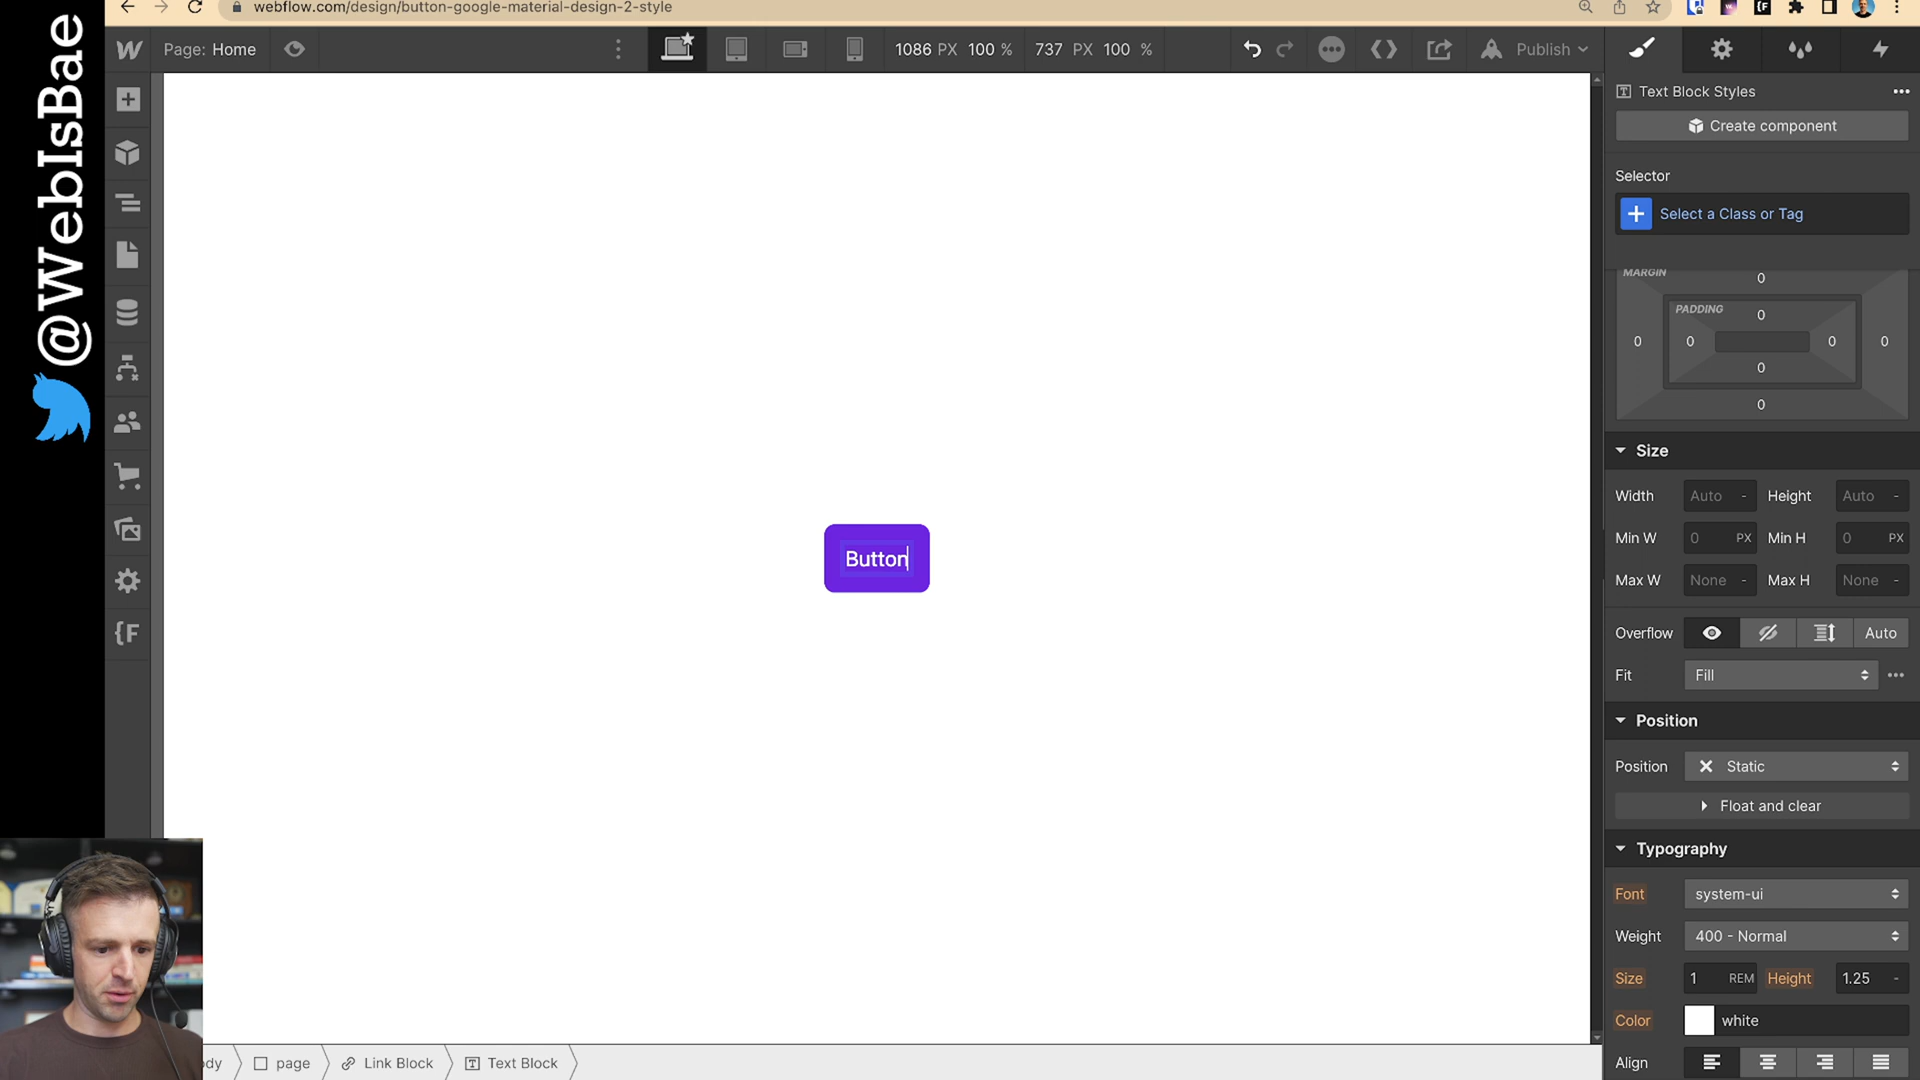 webflow.com/design/button-google-material-design-2-style
@WebIsBae
Page: Home
1086 PX 100 %
737 PX 100 %
Publish
Text Block Styles
Create component
Selector
Select a Class or Tag
MARGIN
0
PADDING
0
0 0 0 0
0
0
Size
Width Auto - Height Auto -
Min W 0 PX Min H 0 PX
Max W None - Max H None -
Overflow Auto
Fit Fill
Position
Position Static
Float and clear
Typography
Font system-ui
Weight 400 - Normal
Size 1 REM Height 1.25 -
Color white
Align
Button
{F
dy page Link Block Text Block